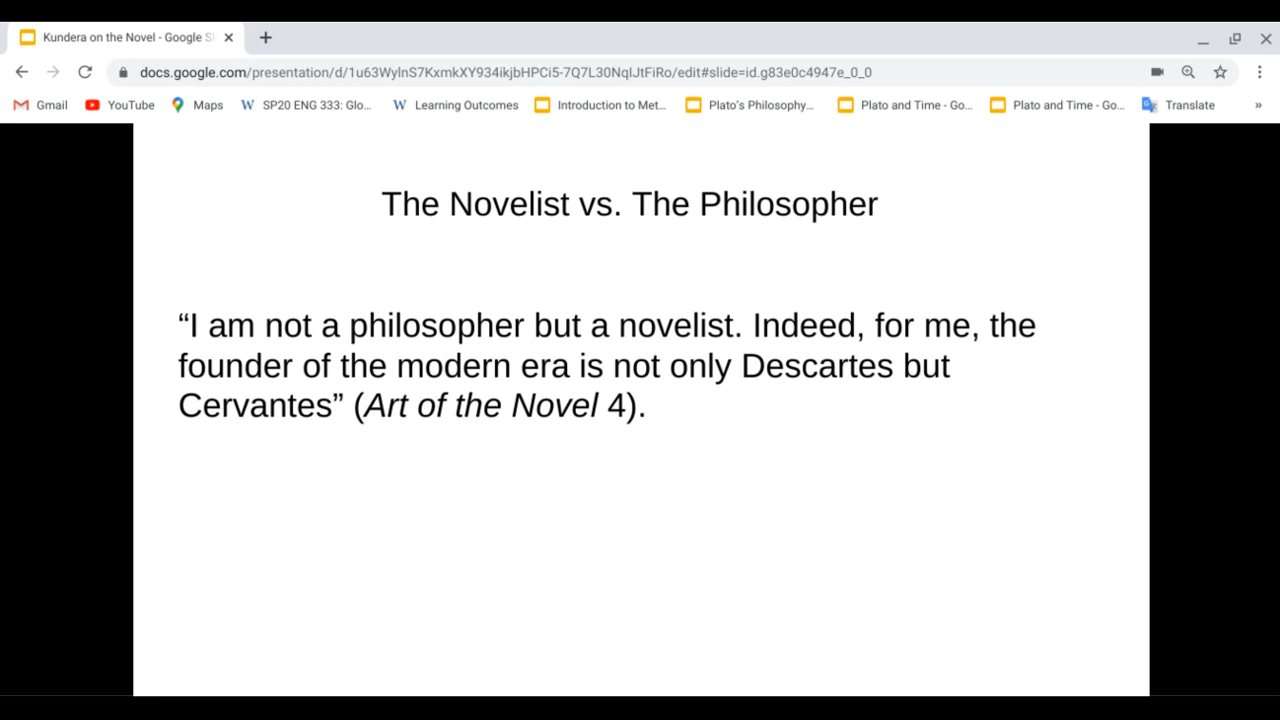 Kundera on the Novel - Google Sl
docs.google.com/presentation/d/1u63WylnS7KxmkXY934ikjbHPCi5-7Q7L30NqIJtFiRo/edit#slide=id.g83e0c4947e_0_0
Gmail YouTube Maps SP20 ENG 333: Glo... Learning Outcomes Introduction to Met... Plato's Philosophy... Plato and Time - Go... Plato and Time - Go... Translate »
The Novelist vs. The Philosopher
“I am not a philosopher but a novelist. Indeed, for me, the
founder of the modern era is not only Descartes but
Cervantes” (Art of the Novel 4).